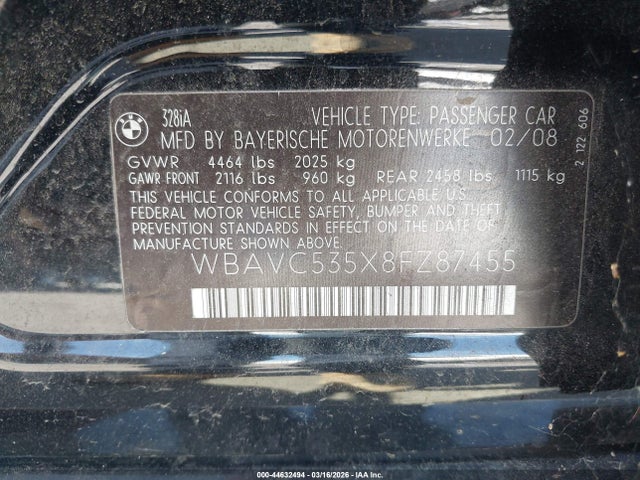 BMW
328iA
VEHICLE TYPE: PASSENGER CAR
MFD BY BAYERISCHE MOTORENWERKE 02/08
GVWR 4464 lbs 2025 kg
GAWR FRONT 2116 lbs 960 kg REAR 2458 lbs 1115 kg
THIS VEHICLE CONFORMS TO ALL APPLICABLE U.S.
FEDERAL MOTOR VEHICLE SAFETY, BUMPER AND THEFT
PREVENTION STANDARDS IN EFFECT ON THE DATE OF
MANUFACTURE SHOWN ABOVE.
WBAVC535X8FZ87455
2 122 606
000-44632494 - 03/16/2026 - IAA Inc.